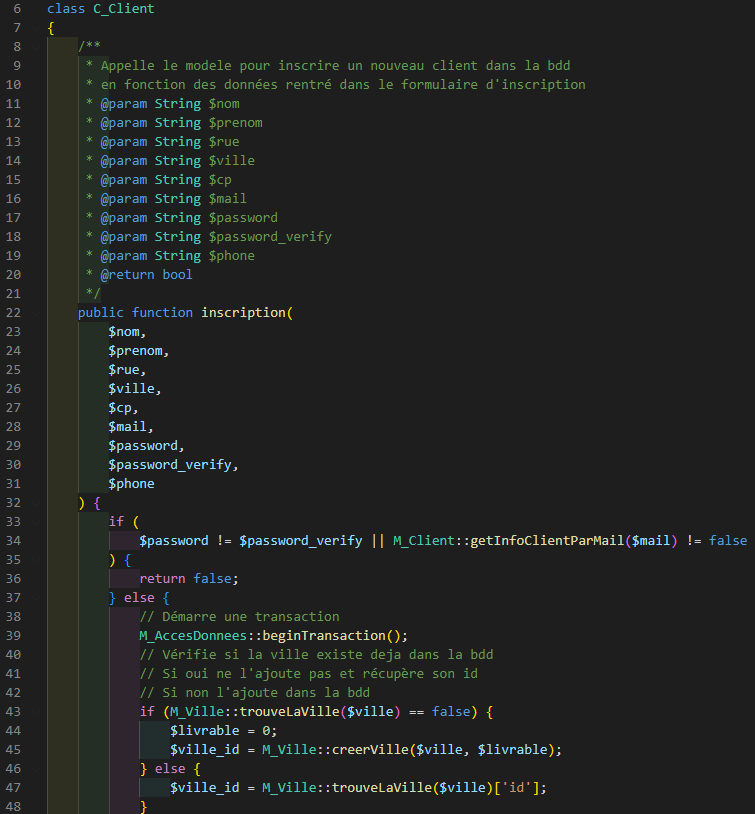 6 class C_Client
7 {
8 /**
9 * Appelle le modele pour inscrire un nouveau client dans la bdd
10 * en fonction des données rentré dans le formulaire d'inscription
11 * @param String $nom
12 * @param String $prenom
13 * @param String $rue
14 * @param String $ville
15 * @param String $cp
16 * @param String $mail
17 * @param String $password
18 * @param String $password_verify
19 * @param String $phone
20 * @return bool
21 */
22 public function inscription(
23 $nom,
24 $prenom,
25 $rue,
26 $ville,
27 $cp,
28 $mail,
29 $password,
30 $password_verify,
31 $phone
32 ) {
33 if (
34 $password != $password_verify || M_Client::getInfoClientParMail($mail) != false
35 ) {
36 return false;
37 } else {
38 // Démarre une transaction
39 M_AccesDonnees::beginTransaction();
40 // Vérifie si la ville existe deja dans la bdd
41 // Si oui ne l'ajoute pas et récupère son id
42 // Si non l'ajoute dans la bdd
43 if (M_Ville::trouveLaVille($ville) == false) {
44 $livrable = 0;
45 $ville_id = M_Ville::creerVille($ville, $livrable);
46 } else {
47 $ville_id = M_Ville::trouveLaVille($ville)['id'];
48 }